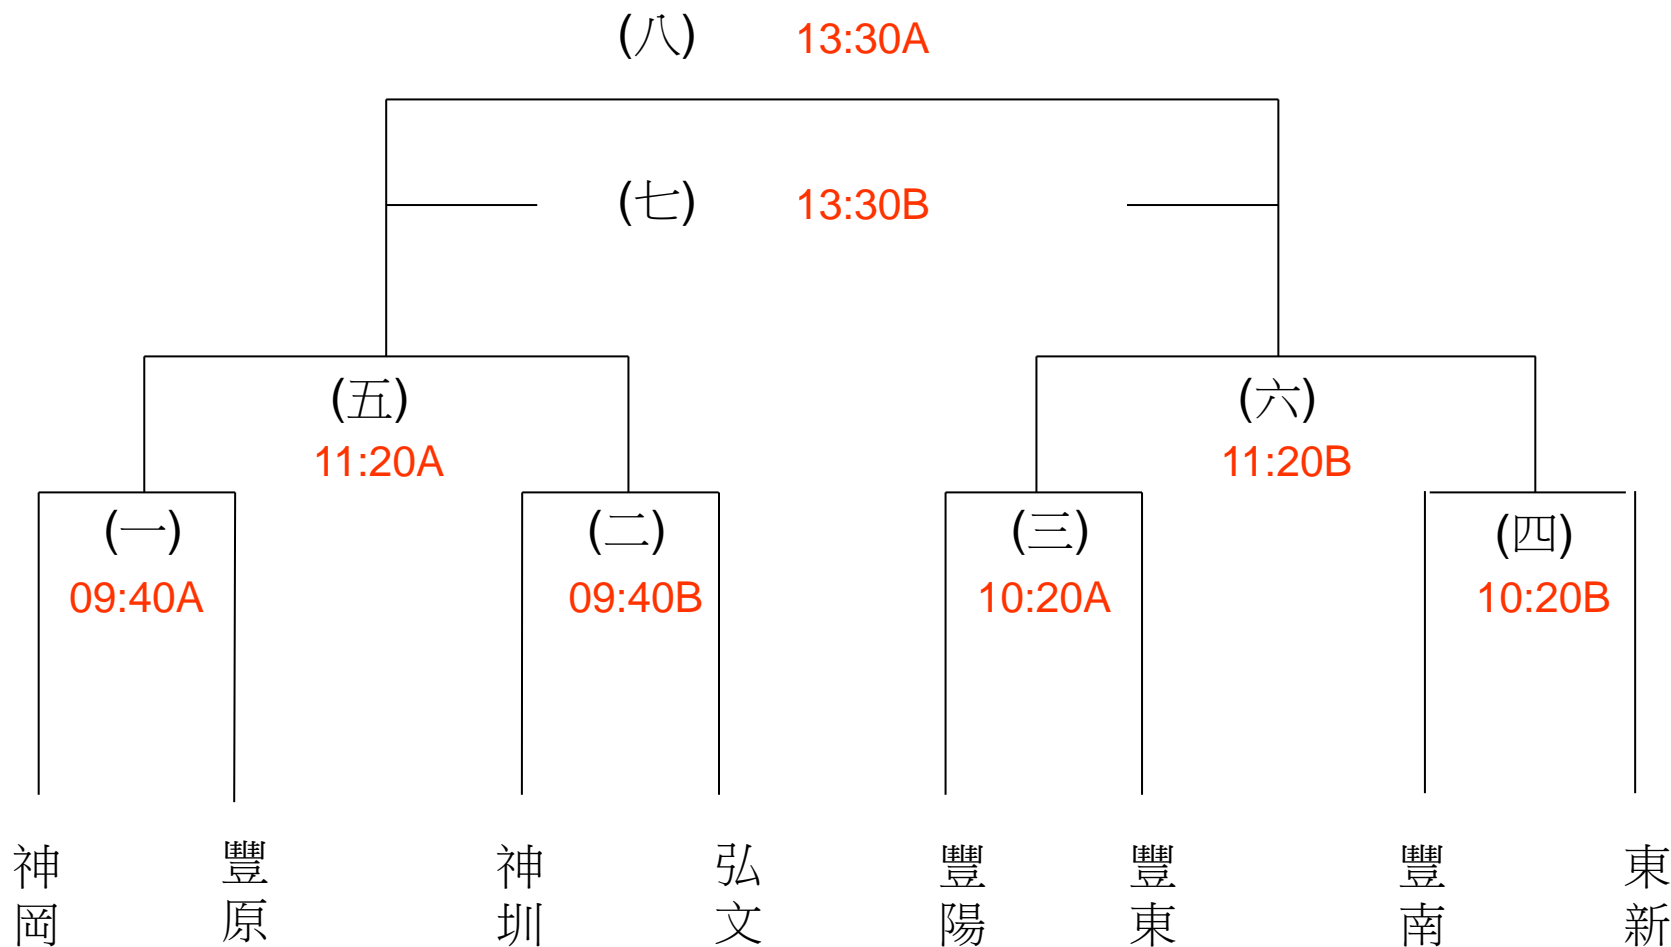 (八) 13:30A
(七) 13:30B
(五)
11:20A
(六)
11:20B
(一)
09:40A
(二)
09:40B
(三)
10:20A
(四)
10:20B
神岡
豐原
神圳
弘文
豐陽
豐東
豐南
東新